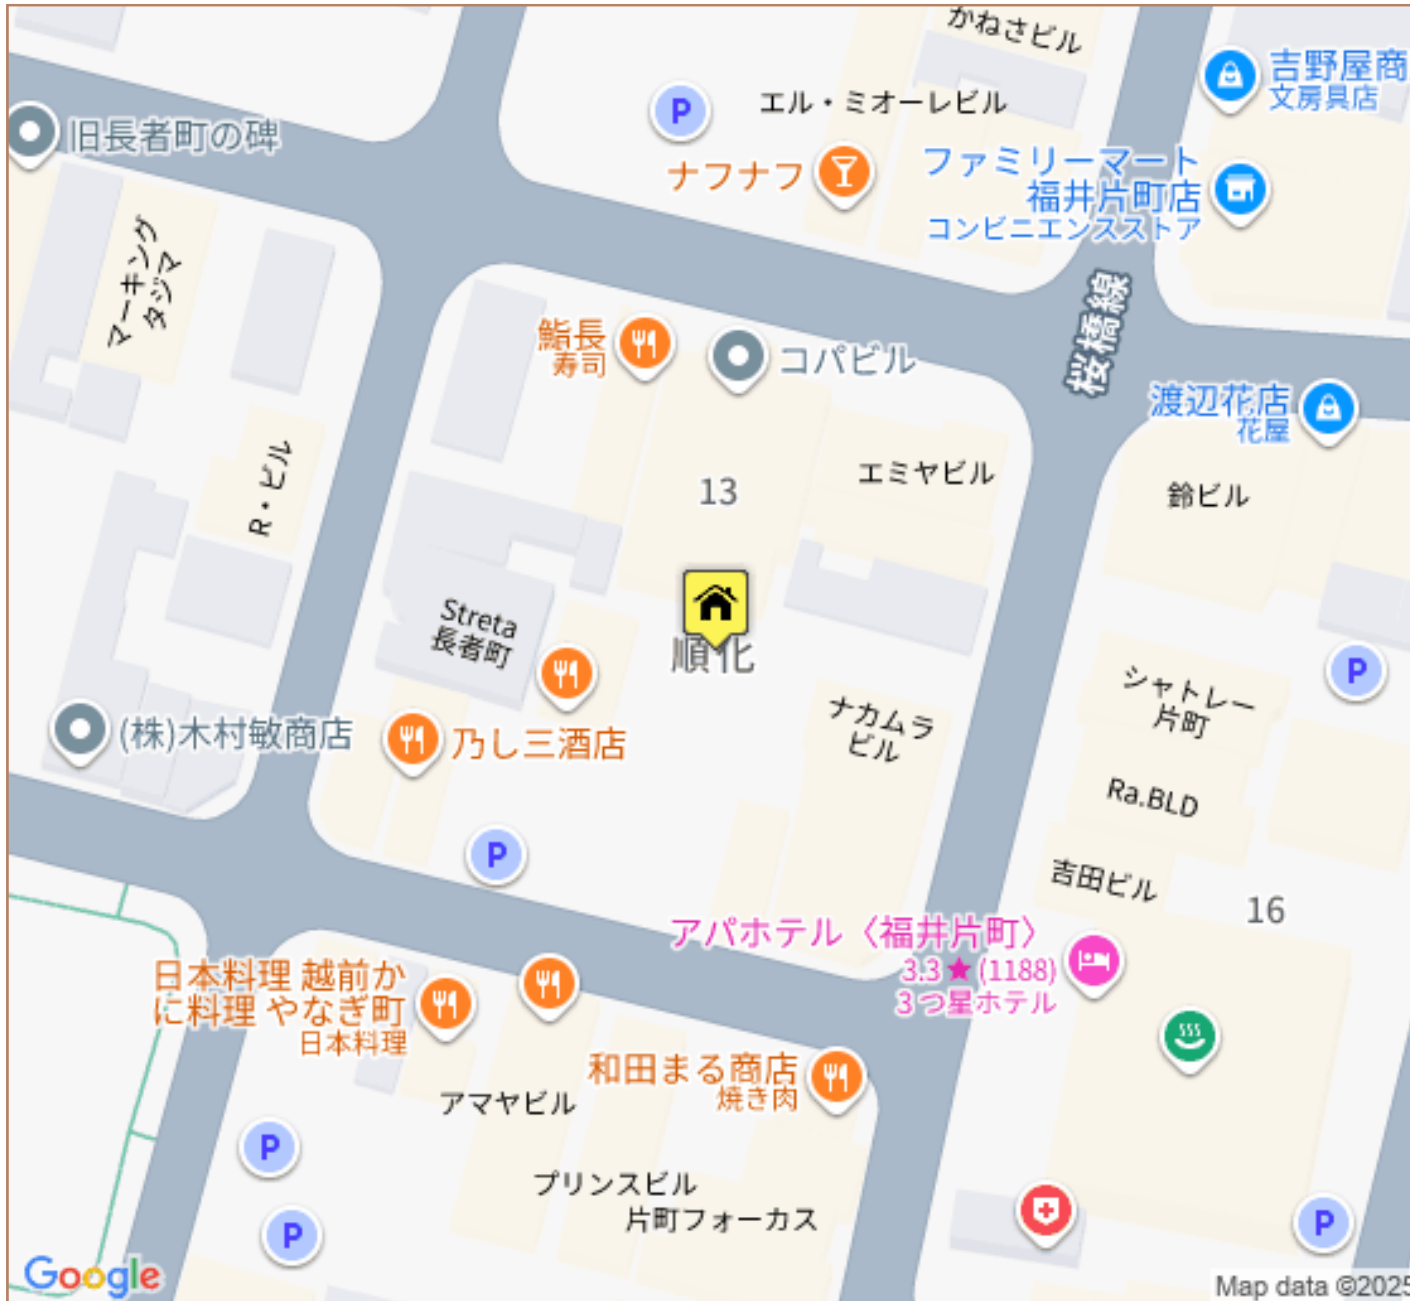 かねさビル
吉野屋商
文房具店
エル・ミオーレビル
P
旧長者町の碑
ナフナフ
ファミリーマート
福井片町店
コンビニエンスストア
マーキング
タジマ
桜橋線
鮨長
寿司
コパビル
渡辺花店
花屋
R・ビル
13
エミヤビル
鈴ビル
Streta
長者町
順化
P
シャトレー
片町
(株)木村敏商店
乃し三酒店
ナカムラ
ビル
Ra.BLD
P
吉田ビル
16
アパホテル〈福井片町〉
3.3★(1188)
3つ星ホテル
日本料理 越前か
に料理 やなぎ町
日本料理
和田まる商店
焼き肉
アマヤビル
P
プリンスビル
片町フォーカス
P
P
Google
Map data ©2025